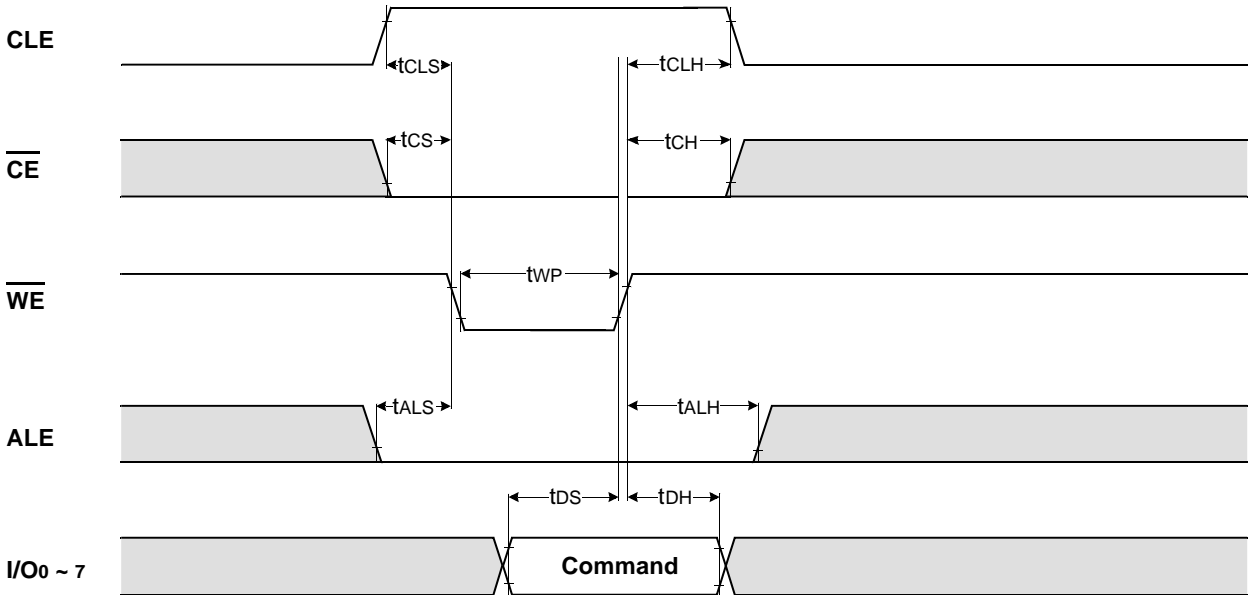 CLE
tCLS
tCLH
CE
tCS
tCH
WE
tWP
ALE
tALS
tALH
tDS
tDH
I/O0 ~ 7
Command